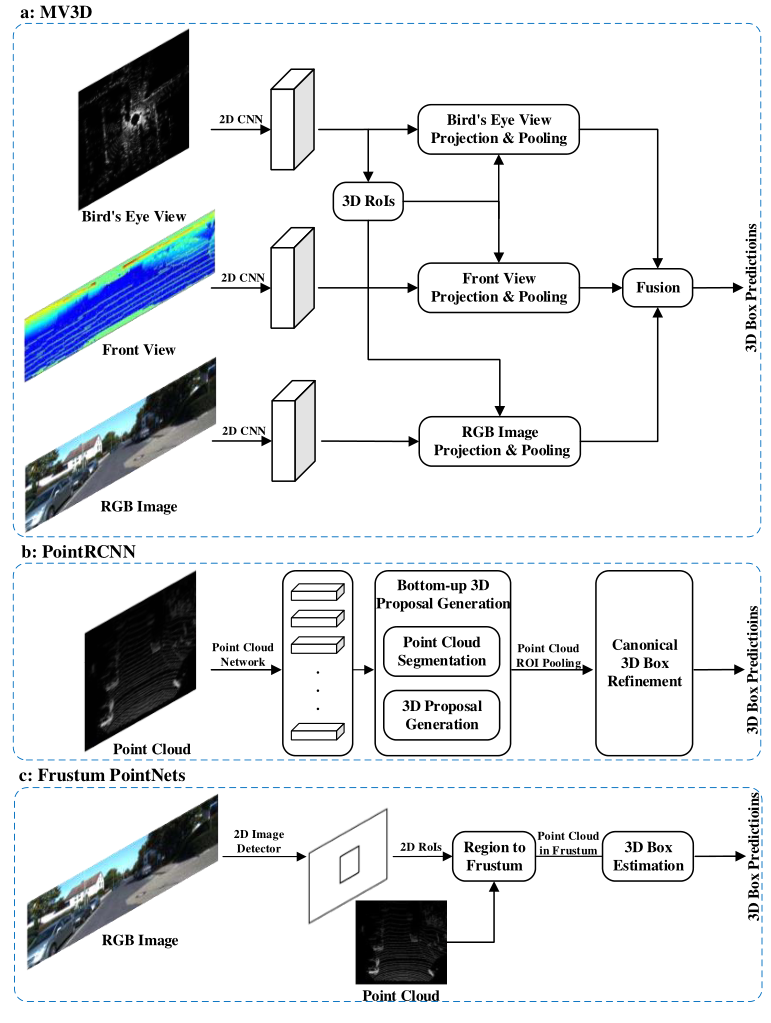 a: MV3D
2D CNN
Bird's Eye View
Projection & Pooling
3D RoIs
Bird's Eye View
2D CNN
Front View
Projection & Pooling
Fusion
3D Box Predictioins
Front View
2D CNN
RGB Image
Projection & Pooling
RGB Image
b: PointRCNN
Point Cloud
Network
Bottom-up 3D
Proposal Generation
Point Cloud
Segmentation
3D Proposal
Generation
Point Cloud
ROI Pooling
Canonical
3D Box
Refinement
3D Box Predictioins
Point Cloud
c: Frustum PointNets
2D Image
Detector
2D RoIs
Region to
Frustum
Point Cloud
in Frustum
3D Box
Estimation
3D Box Predictioins
RGB Image
Point Cloud